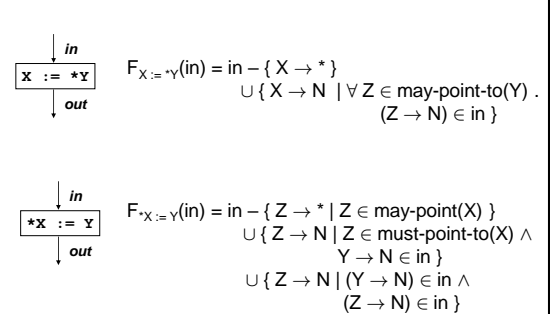 in
X := *Y
out
F_{X := *Y}(in) = in – { X → * }
∪ { X → N | ∀ Z ∈ may-point-to(Y) .
(Z → N) ∈ in }
in
*X := Y
out
F_{*X := Y}(in) = in – { Z → * | Z ∈ may-point(X) }
∪ { Z → N | Z ∈ must-point-to(X) ∧
Y → N ∈ in }
∪ { Z → N | (Y → N) ∈ in ∧
(Z → N) ∈ in }